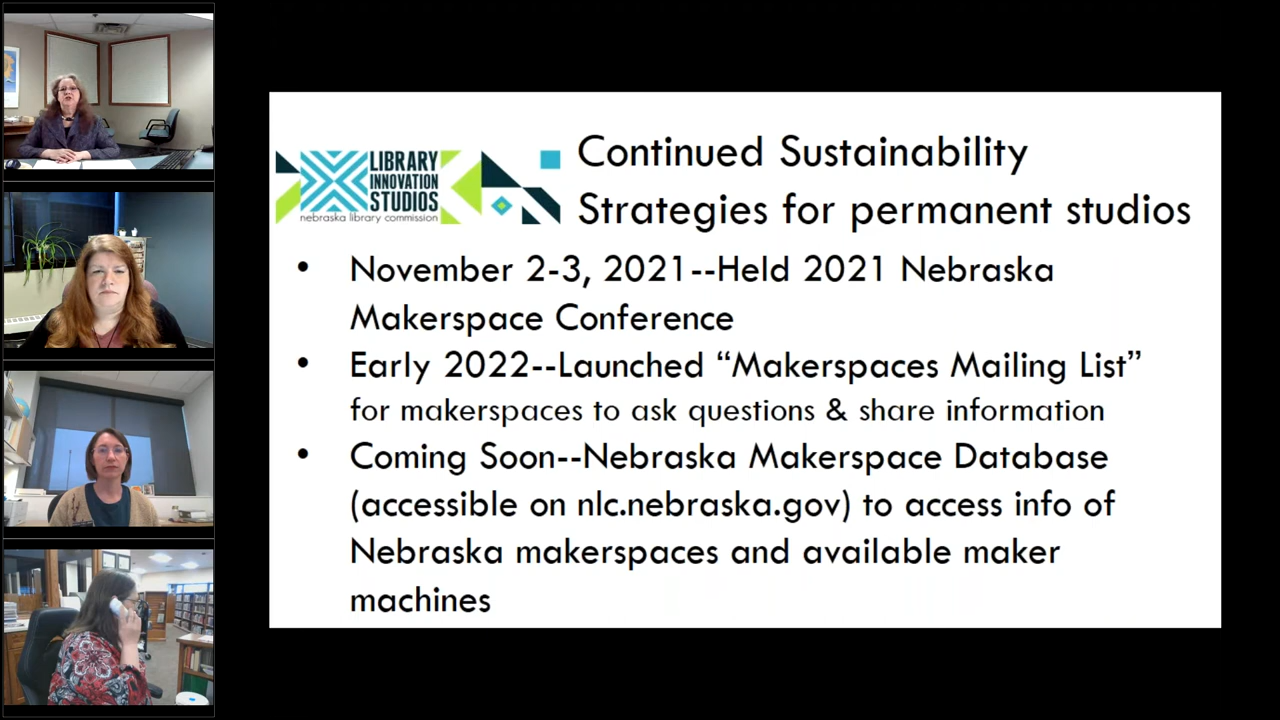 LIBRARY
INNOVATION
STUDIOS
nebraska library commission
Continued Sustainability
Strategies for permanent studios
• November 2-3, 2021--Held 2021 Nebraska
Makerspace Conference
• Early 2022--Launched “Makerspaces Mailing List”
for makerspaces to ask questions & share information
• Coming Soon--Nebraska Makerspace Database
(accessible on nlc.nebraska.gov) to access info of
Nebraska makerspaces and available maker
machines